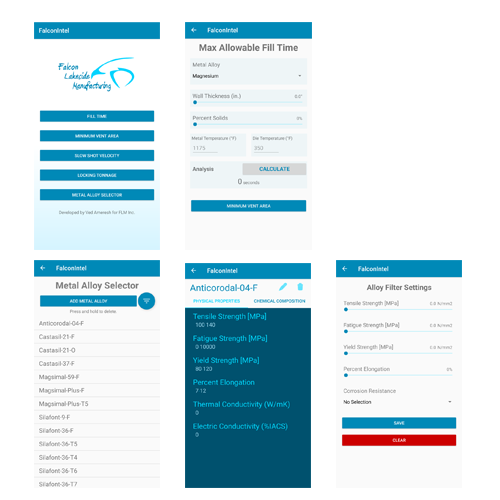 FalconIntel
Falcon
Lakeside
Manufacturing
FILL TIME
MINIMUM VENT AREA
SLOW SHOT VELOCITY
LOCKING TONNAGE
METAL ALLOY SELECTOR
Developed by Vad Ismaresh for FLM Inc.
FalconIntel
Max Allowable Fill Time
Metal Alloy
Magnesium
Wall Thickness (in.) 0.0"
Percent Solids 0%
Metal Temperature (°F) Die Temperature (°F)
1175 350
Analysis CALCULATE
0 seconds
MINIMUM VENT AREA
FalconIntel
Metal Alloy Selector
ADD METAL ALLOY
Press and hold to delete
Anticorodal-04-F
Castasil-21-F
Castasil-21-O
Castasil-37-F
Magsimal-59-F
Magsimal-Plus-F
Magsimal-Plus-T5
Silafont-9-F
Silafont-36-F
Silafont-36-T5
Silafont-36-T4
Silafont-36-T6
Silafont-36-T7
FalconIntel
Anticorodal-04-F
PHYSICAL PROPERTIES CHEMICAL COMPOSITION
Tensile Strength [MPa]
100 140
Fatigue Strength [MPa]
0 10000
Yield Strength [MPa]
80 120
Percent Elongation
7 12
Thermal Conductivity (W/mK)
0
Electric Conductivity (%IACS)
0
FalconIntel
Alloy Filter Settings
Tensile Strength [MPa] 0.0 N/mm2
Fatigue Strength [MPa] 0.0 N/mm2
Yield Strength [MPa] 0.0 N/mm2
Percent Elongation 0%
Corrosion Resistance
No Selection
SAVE
CLEAR